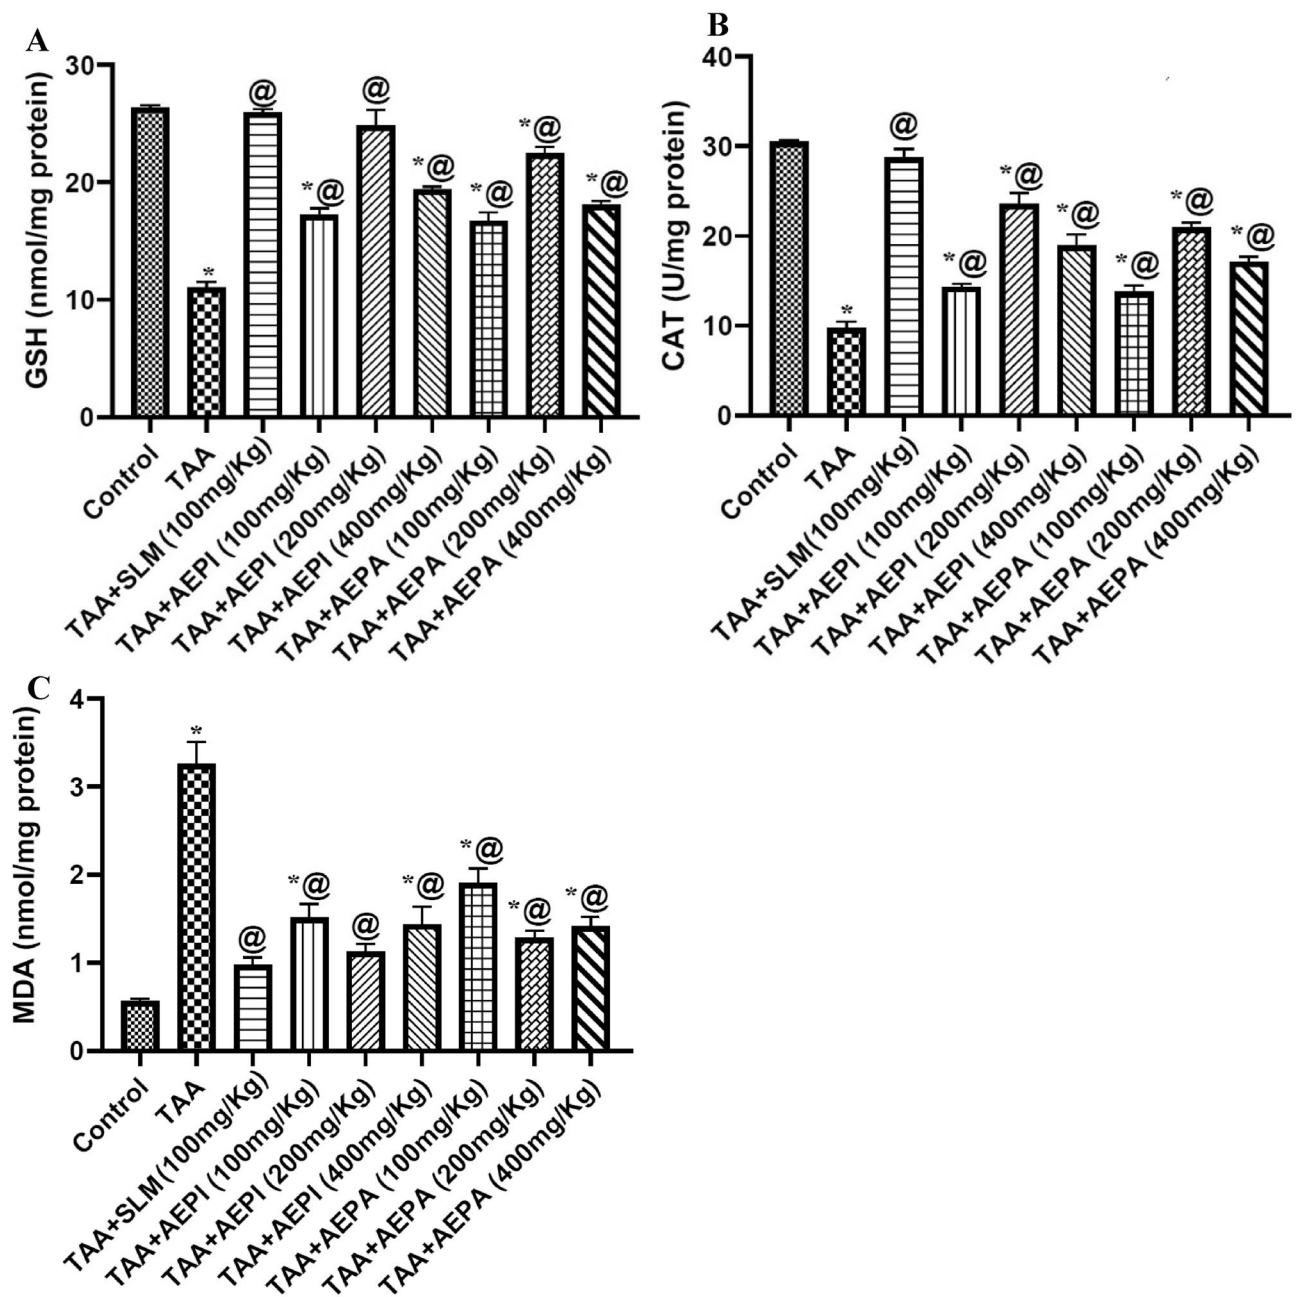 A
GSH (nmol/mg protein)
30
20
10
0
*
@
*@
@
*@
*@
*@
*@
Control
TAA
TAA+SLM (100mg/Kg)
TAA+AEPI (100mg/Kg)
TAA+AEPI (200mg/Kg)
TAA+AEPI (400mg/Kg)
TAA+AEPA (100mg/Kg)
TAA+AEPA (200mg/Kg)
TAA+AEPA (400mg/Kg)
B
CAT (U/mg protein)
40
30
20
10
0
*
@
*@
*@
*@
*@
*@
*@
Control
TAA
TAA+SLM(100mg/Kg)
TAA+AEPI (100mg/Kg)
TAA+AEPI (200mg/Kg)
TAA+AEPI (400mg/Kg)
TAA+AEPA (100mg/Kg)
TAA+AEPA (200mg/Kg)
TAA+AEPA (400mg/Kg)
C
MDA (nmol/mg protein)
4
3
2
1
0
*
@
*@
@
*@
*@
*@
*@
Control
TAA
TAA+SLM(100mg/Kg)
TAA+AEPI (100mg/Kg)
TAA+AEPI (200mg/Kg)
TAA+AEPI (400mg/Kg)
TAA+AEPA (100mg/Kg)
TAA+AEPA (200mg/Kg)
TAA+AEPA (400mg/Kg)